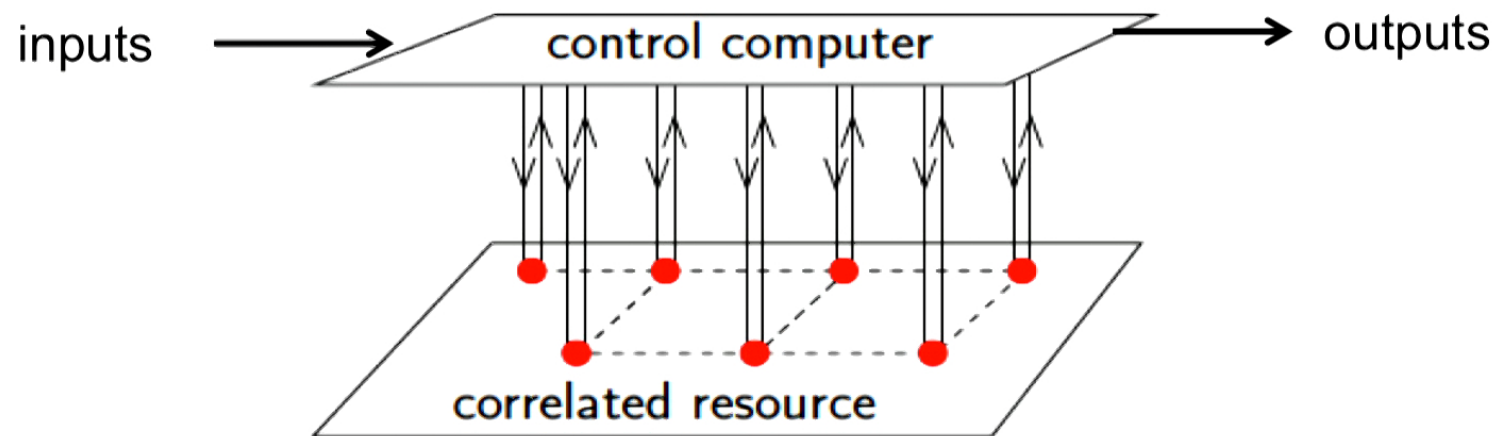 inputs
control computer
outputs
correlated resource